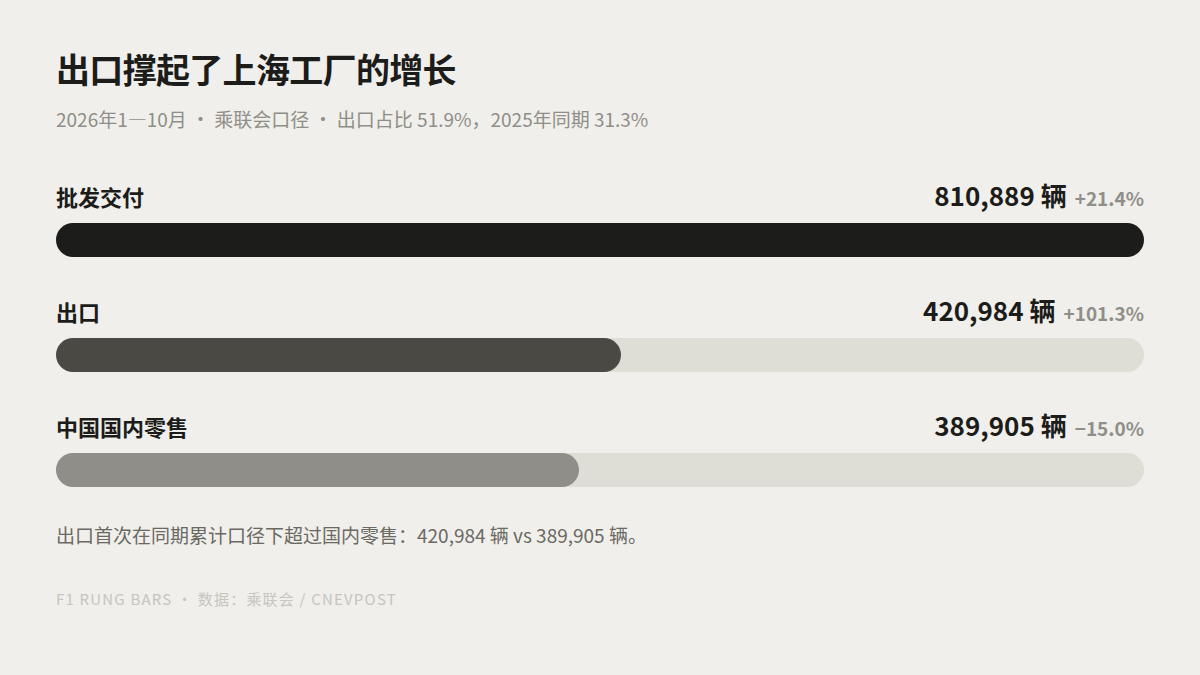 出口撑起了上海工厂的增长
2026年1—10月 · 乘联会口径 · 出口占比 51.9%，2025年同期 31.3%
批发交付 810,889 辆 +21.4%
出口 420,984 辆 +101.3%
中国国内零售 389,905 辆 −15.0%
出口首次在同期累计口径下超过国内零售：420,984 辆 vs 389,905 辆。
F1 RUNG BARS · 数据：乘联会 / CNEVPOST